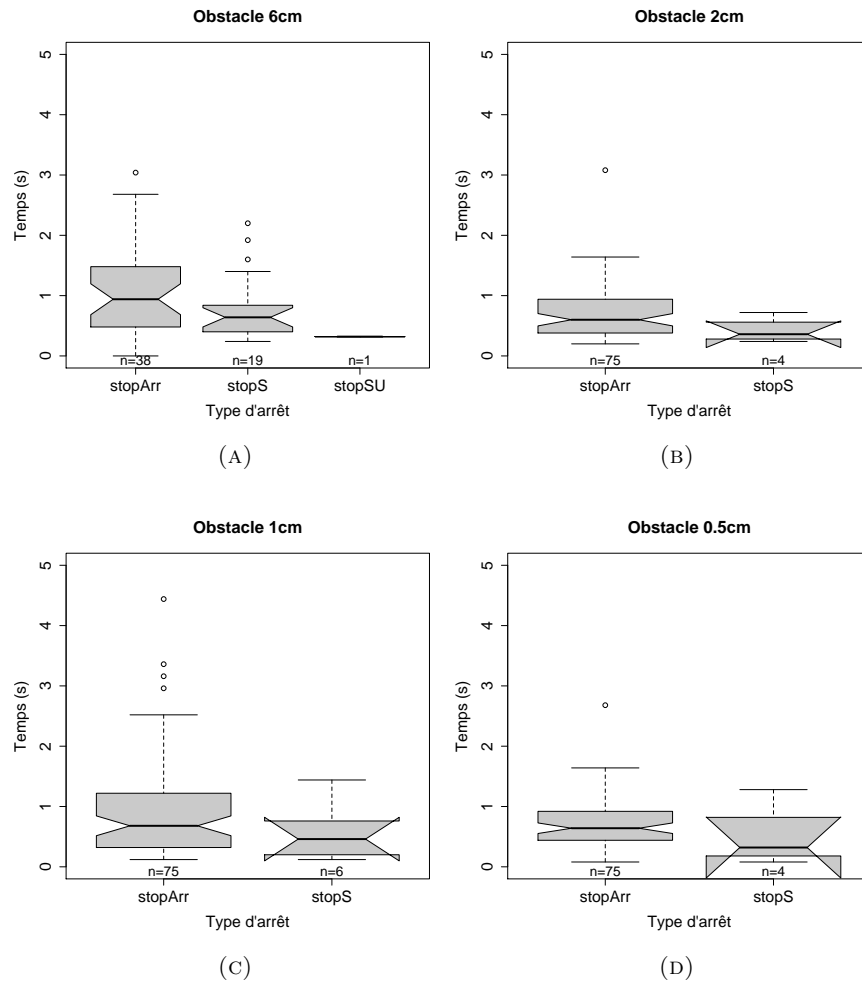 Obstacle 6cm
5
4
3
2
1
0
Temps (s)
n=38 n=19 n=1
stopArr stopS stopSU
Type d'arrêt
(A)
Obstacle 2cm
5
4
3
2
1
0
Temps (s)
n=75 n=4
stopArr stopS
Type d'arrêt
(B)
Obstacle 1cm
5
4
3
2
1
0
Temps (s)
n=75 n=6
stopArr stopS
Type d'arrêt
(C)
Obstacle 0.5cm
5
4
3
2
1
0
Temps (s)
n=75 n=4
stopArr stopS
Type d'arrêt
(D)